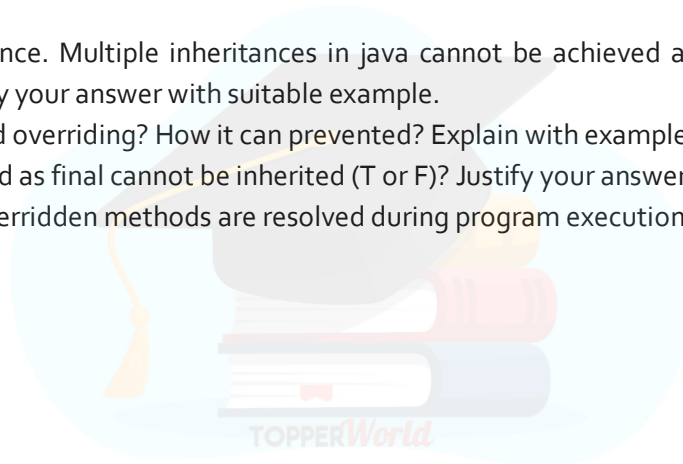 nce. Multiple inheritances in java cannot be achieved a
y your answer with suitable example.
d overriding? How it can prevented? Explain with example
d as final cannot be inherited (T or F)? Justify your answer
erridden methods are resolved during program execution
TOPPERWorld